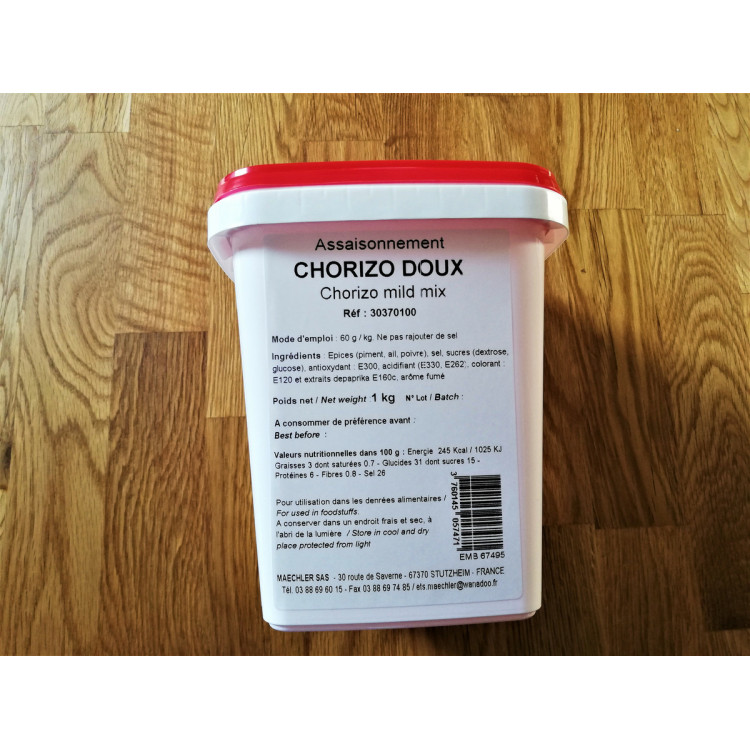 Assaisonnement
CHORIZO DOUX
Chorizo mild mix
Réf : 30370100
Mode d'emploi : 60 g / kg. Ne pas rajouter de sel
Ingrédients : Epices (piment, ail, poivre), sel, sucres (dextrose,
glucose), antioxydant : E300, acidifiant (E330, E262), colorant :
E120 et extraits depaprika E160c, arôme fumé
Poids net / Net weight 1 kg N° Lot / Batch :
A consommer de préférence avant :
Best before :
Valeurs nutritionnelles dans 100 g : Energie 245 Kcal / 1025 KJ
Graisses 3 dont saturées 0.7 - Glucides 31 dont sucres 15 -
Protéines 6 - Fibres 0.8 - Sel 26
Pour utilisation dans les denrées alimentaires /
For used in foodstuffs.
A conserver dans un endroit frais et sec, à
l'abri de la lumière / Store in cool and dry
place protected from light
3 760145 057471
EMB 67495
MAECHLER SAS - 30 route de Saverne - 67370 STUTZHEIM - FRANCE
Tél. 03 88 69 60 15 - Fax 03 88 69 74 85 / ets.maechler@wanadoo.fr